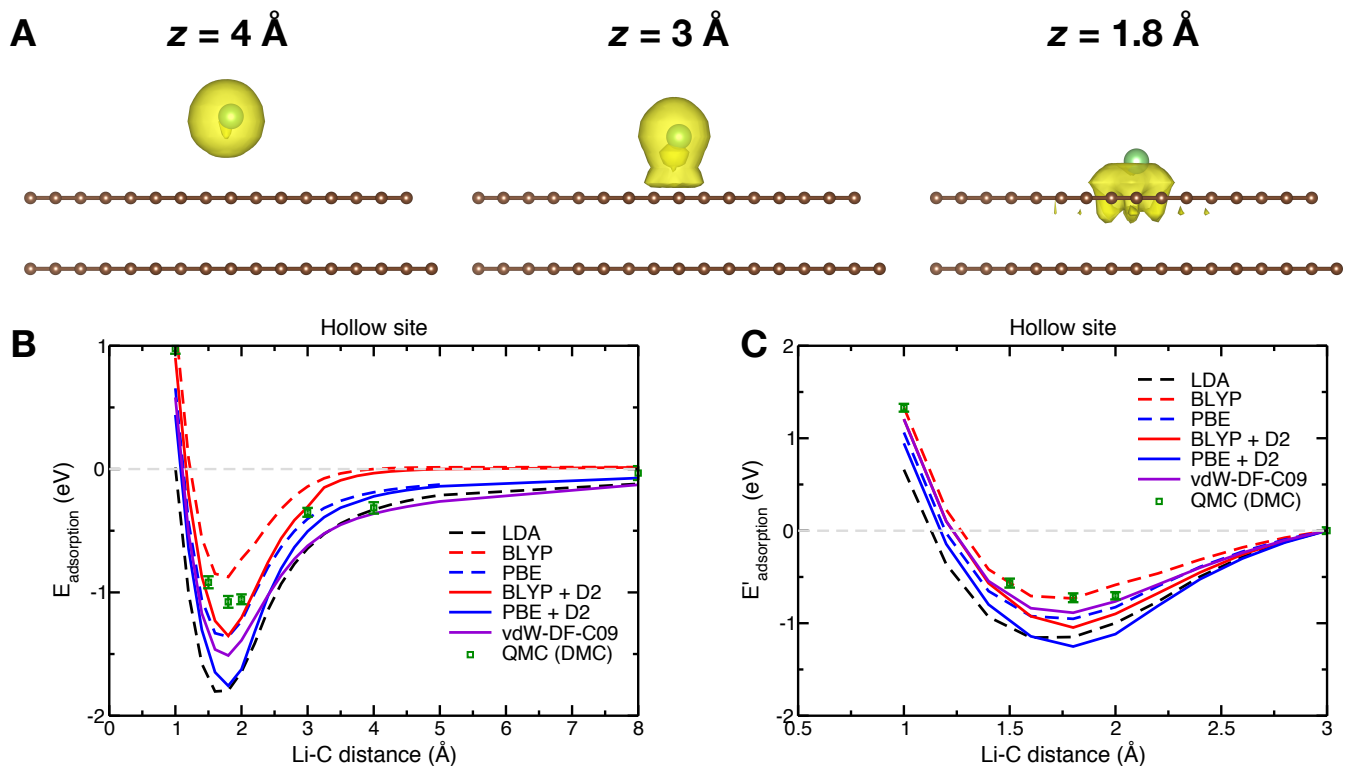 A
z = 4 Å
z = 3 Å
z = 1.8 Å
B
Hollow site
E_adsorption (eV)
1
0
-1
-2
0 1 2 3 4 5 6 7 8
Li-C distance (Å)
LDA
BLYP
PBE
BLYP + D2
PBE + D2
vdW-DF-C09
QMC (DMC)
C
Hollow site
E'_adsorption (eV)
2
1
0
-1
-2
0.5 1 1.5 2 2.5 3
Li-C distance (Å)
LDA
BLYP
PBE
BLYP + D2
PBE + D2
vdW-DF-C09
QMC (DMC)